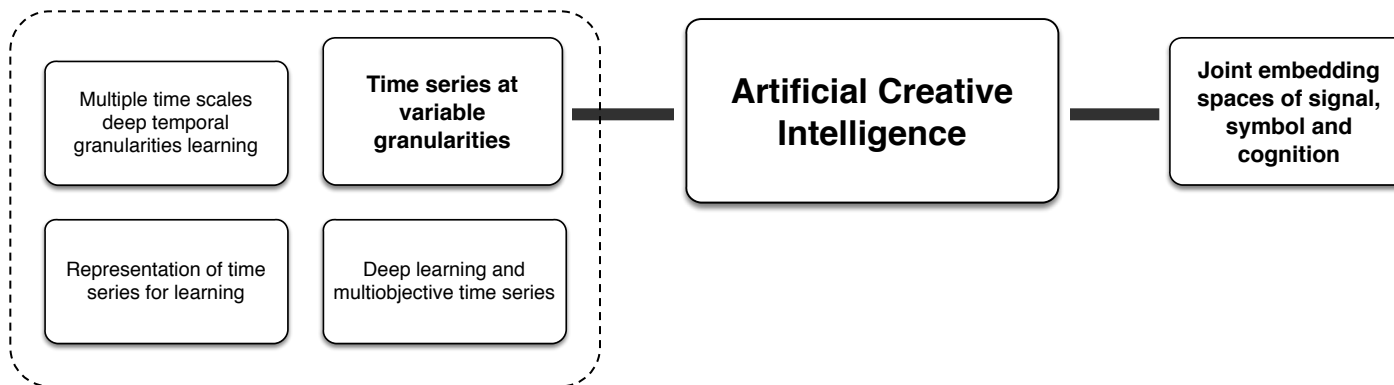 Multiple time scales
deep temporal
granularities learning
Time series at
variable
granularities
Representation of time
series for learning
Deep learning and
multiobjective time series
Artificial Creative
Intelligence
Joint embedding
spaces of signal,
symbol and
cognition